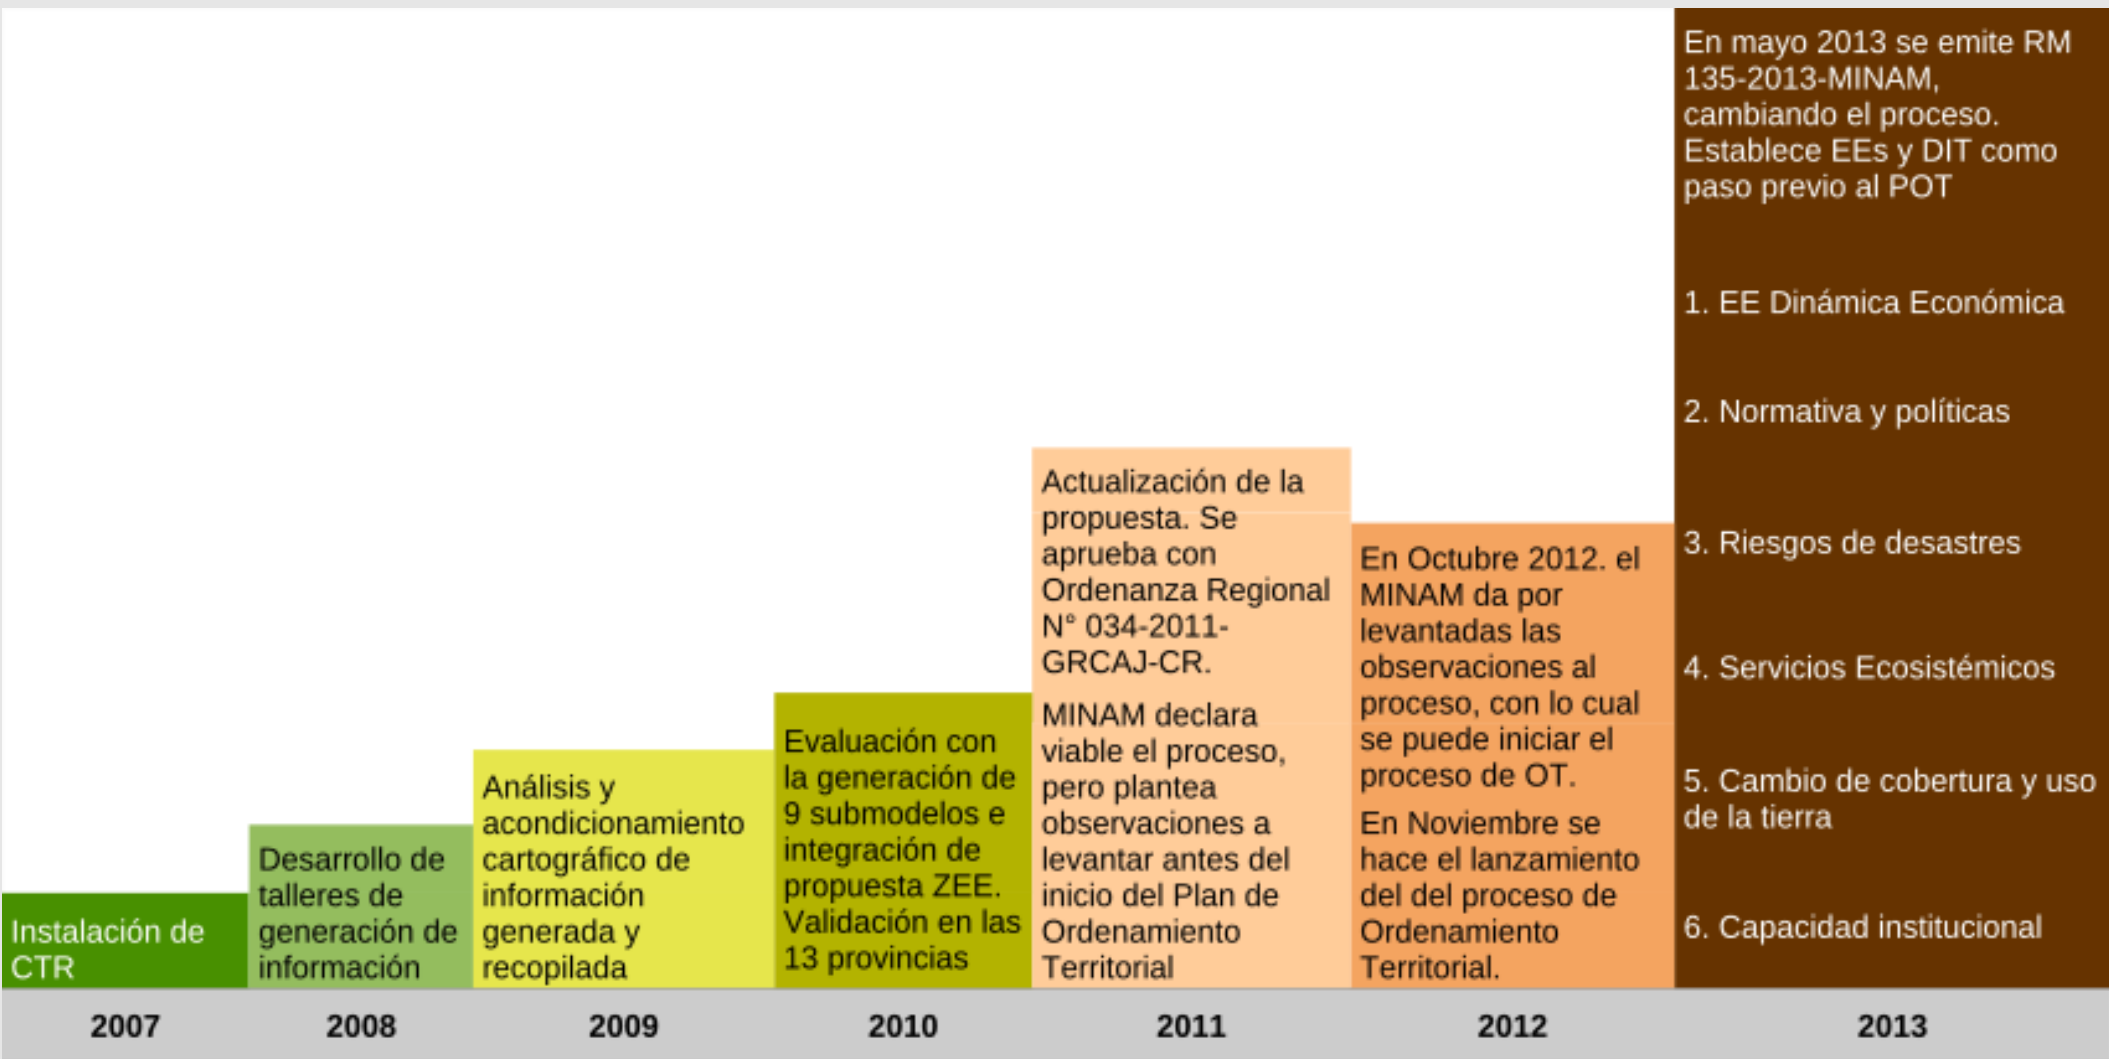 Instalación de
CTR
2007
Desarrollo de
talleres de
generación de
información
2008
Análisis y
acondicionamiento
cartográfico de
información
generada y
recopilada
2009
Evaluación con
la generación de
9 submodelos e
integración de
propuesta ZEE.
Validación en las
13 provincias
2010
Actualización de la
propuesta. Se
aprueba con
Ordenanza Regional
N° 034-2011-
GRCAJ-CR.
MINAM declara
viable el proceso,
pero plantea
observaciones a
levantar antes del
inicio del Plan de
Ordenamiento
Territorial
2011
En Octubre 2012. el
MINAM da por
levantadas las
observaciones al
proceso, con lo cual
se puede iniciar el
proceso de OT.
En Noviembre se
hace el lanzamiento
del del proceso de
Ordenamiento
Territorial.
2012
En mayo 2013 se emite RM
135-2013-MINAM,
cambiando el proceso.
Establece EEs y DIT como
paso previo al POT
1. EE Dinámica Económica
2. Normativa y políticas
3. Riesgos de desastres
4. Servicios Ecosistémicos
5. Cambio de cobertura y uso
de la tierra
6. Capacidad institucional
2013